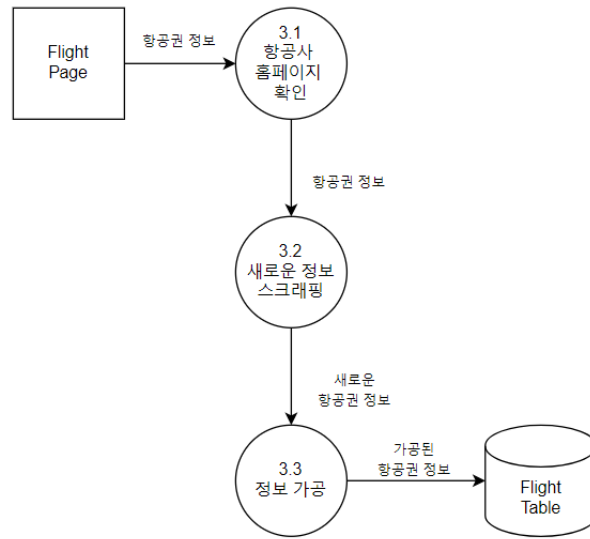 Flight
Page
항공권 정보
3.1
항공사
홈페이지
확인
항공권 정보
3.2
새로운 정보
스크래핑
새로운
항공권 정보
3.3
정보 가공
가공된
항공권 정보
Flight
Table